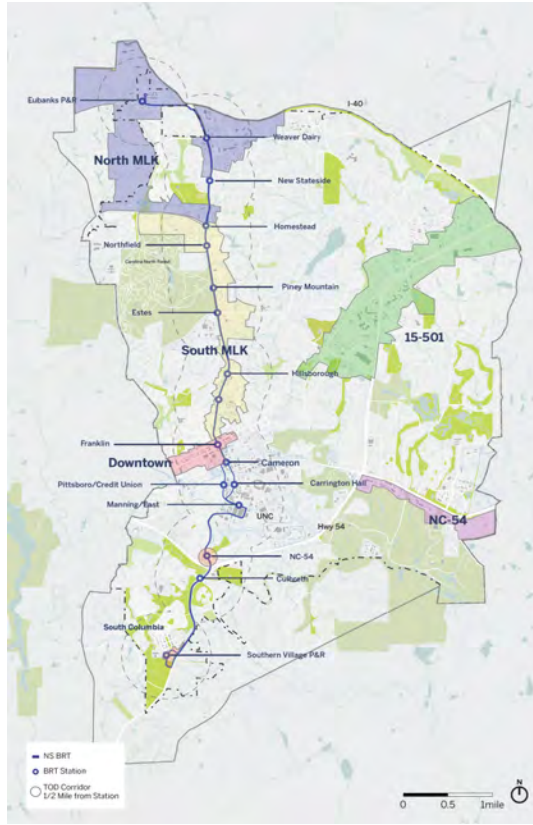 I-40
Eubanks P&R
Weaver Dairy
North MLK
New Stateside
Homestead
Northfield
Carolina North Forest
Piney Mountain
Estes
15-501
South MLK
Hillsborough
Franklin
Downtown
Cameron
Pittsboro/Credit Union
Carrington Hall
Manning/East
UNC
NC-54
Hwy 54
NC-54
Culbreth
South Columbia
Southern Village P&R
NS BRT
BRT Station
TOD Corridor
1/2 Mile from Station
N
0 0.5 1mile